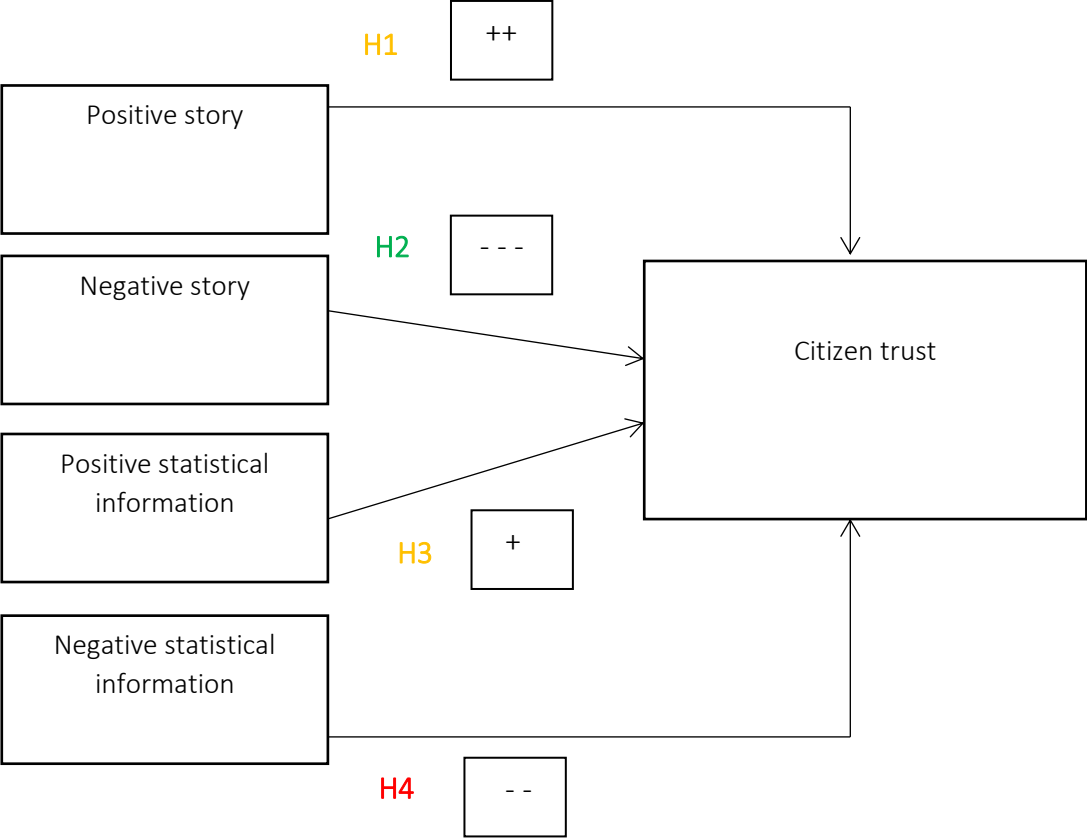 H1
++
Positive story
H2
- - -
Negative story
Citizen trust
Positive statistical
information
H3
+
Negative statistical
information
H4
- -